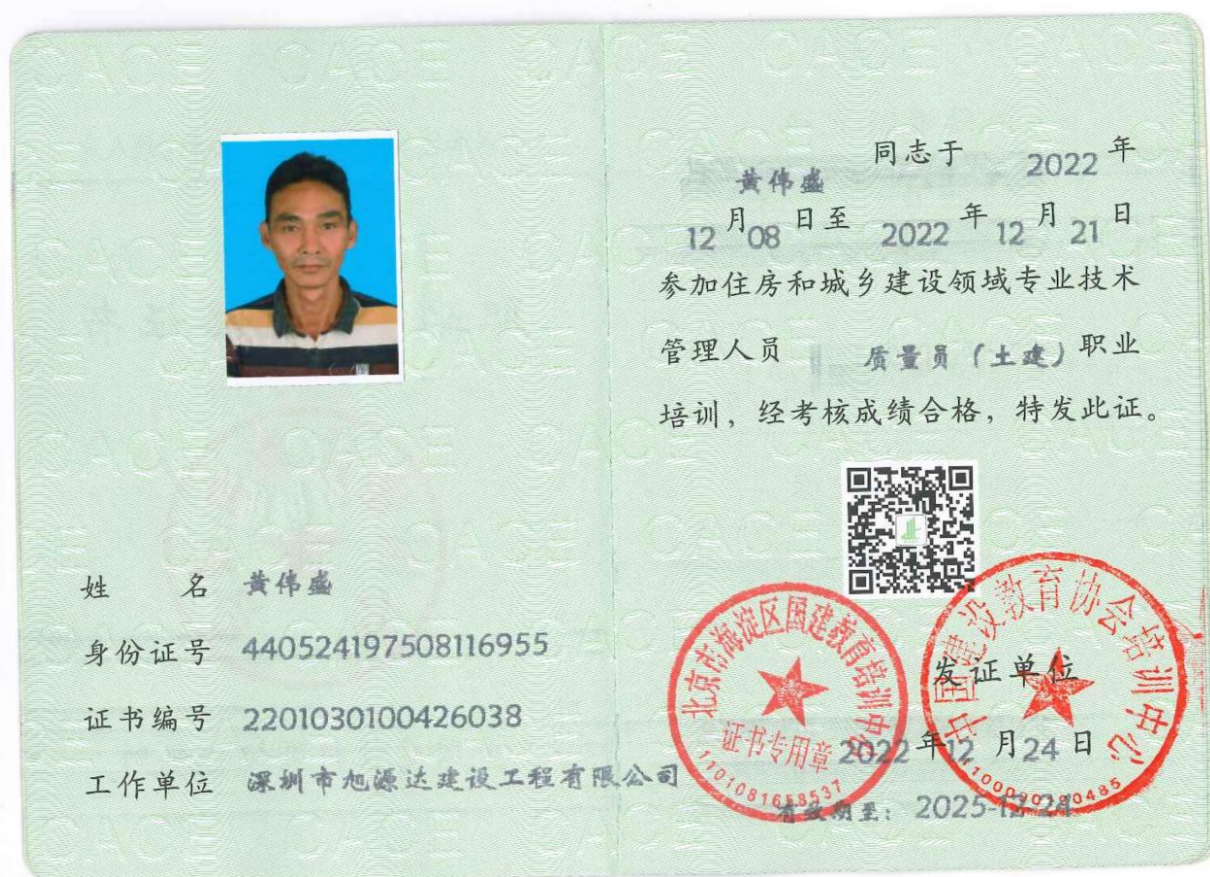 姓 名 黄伟盛
身份证号 440524197508116955
证书编号 2201030100426038
工作单位 深圳市旭源达建设工程有限公司
黄伟盛 同志于 2022 年
12 月 08 日至 2022 年 12 月 21 日
参加住房和城乡建设领域专业技术
管理人员 质量员（土建）职业
培训，经考核成绩合格，特发此证。
北京市海淀区国建教育培训中心
证书专用章
1101081658537
中国建设教育协会培训中心
发证单位
2022 年 12 月 24 日
有效期至： 2025-12-24
CACE